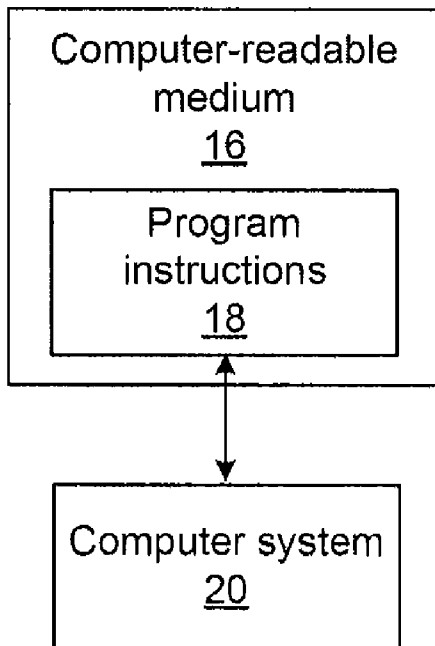 Computer-readable
medium
16
Program
instructions
18
Computer system
20